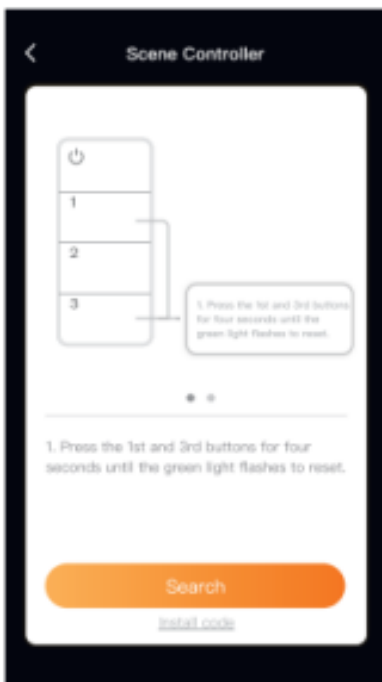 Scene Controller
1
2
3
1. Press the 1st and 3rd buttons
for four seconds until the
green light flashes to reset.
1. Press the 1st and 3rd buttons for four
seconds until the green light flashes to reset.
Search
Install code